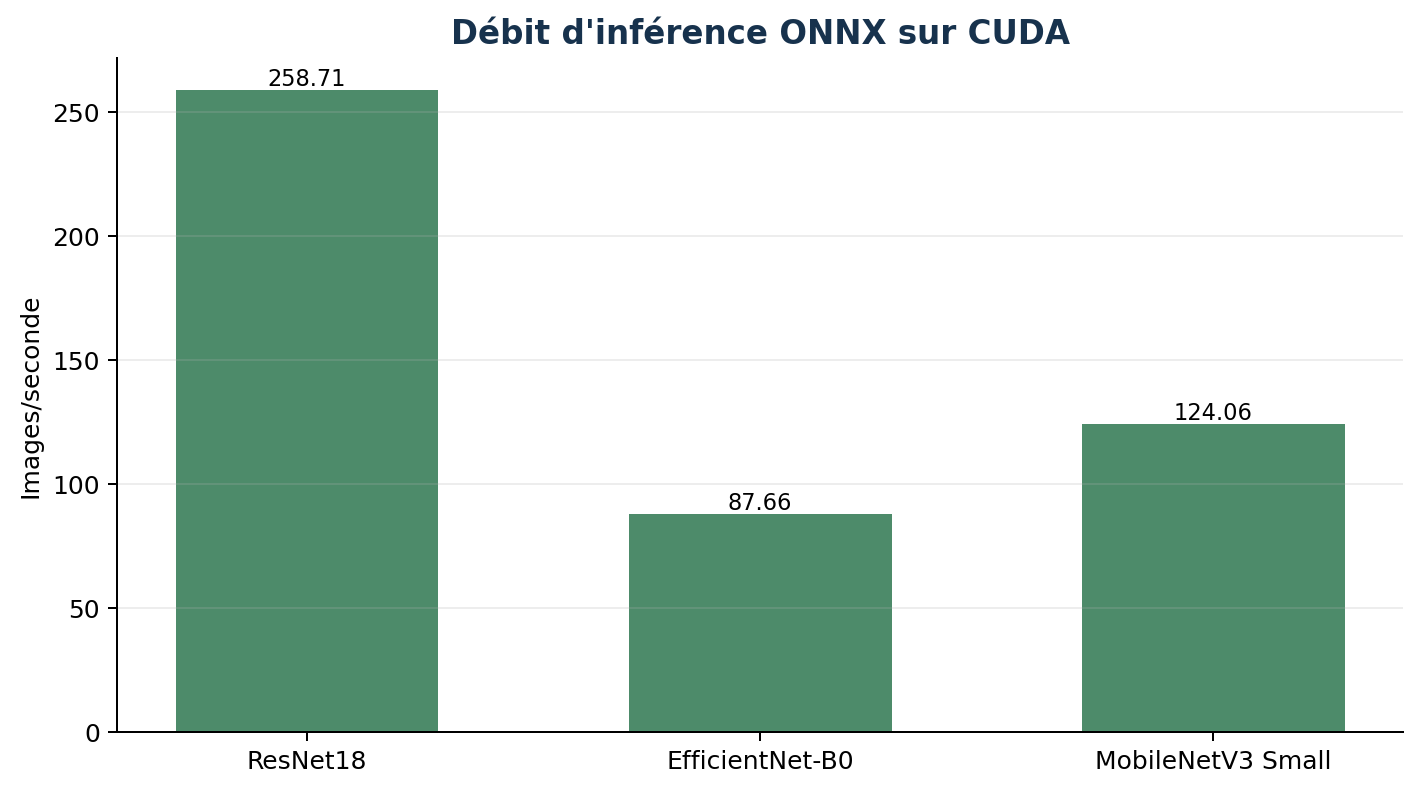 Débit d'inférence ONNX sur CUDA
258.71
250
200
150
124.06
100
87.66
50
0
Images/seconde
ResNet18
EfficientNet-B0
MobileNetV3 Small